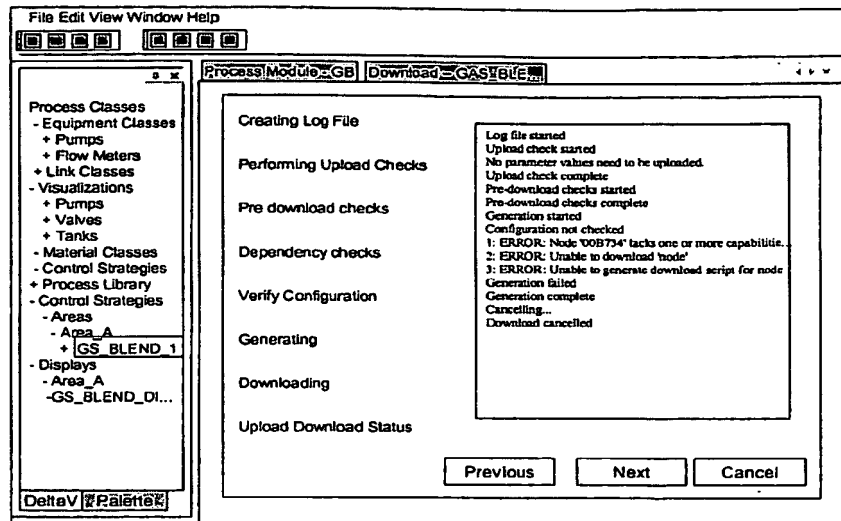 File Edit View Window Help
Process Module - GB
Download - GAS_BLE...
Process Classes
- Equipment Classes
+ Pumps
+ Flow Meters
+ Link Classes
- Visualizations
+ Pumps
+ Valves
+ Tanks
- Material Classes
- Control Strategies
+ Process Library
- Control Strategies
- Areas
- Area_A
+ GS_BLEND_1
- Displays
- Area_A
-GS_BLEND_DI...
DeltaV Palette
Creating Log File
Performing Upload Checks
Pre download checks
Dependency checks
Verify Configuration
Generating
Downloading
Upload Download Status
Log file started
Upload check started
No parameter values need to be uploaded.
Upload check complete
Pre-download checks started
Pre-download checks complete
Generation started
Configuration not checked
1: ERROR: Node '00B734' lacks one or more capabilitie...
2: ERROR: Unable to download 'node'
3: ERROR: Unable to generate download script for node
Generation failed
Generation complete
Cancelling...
Download cancelled
Previous
Next
Cancel